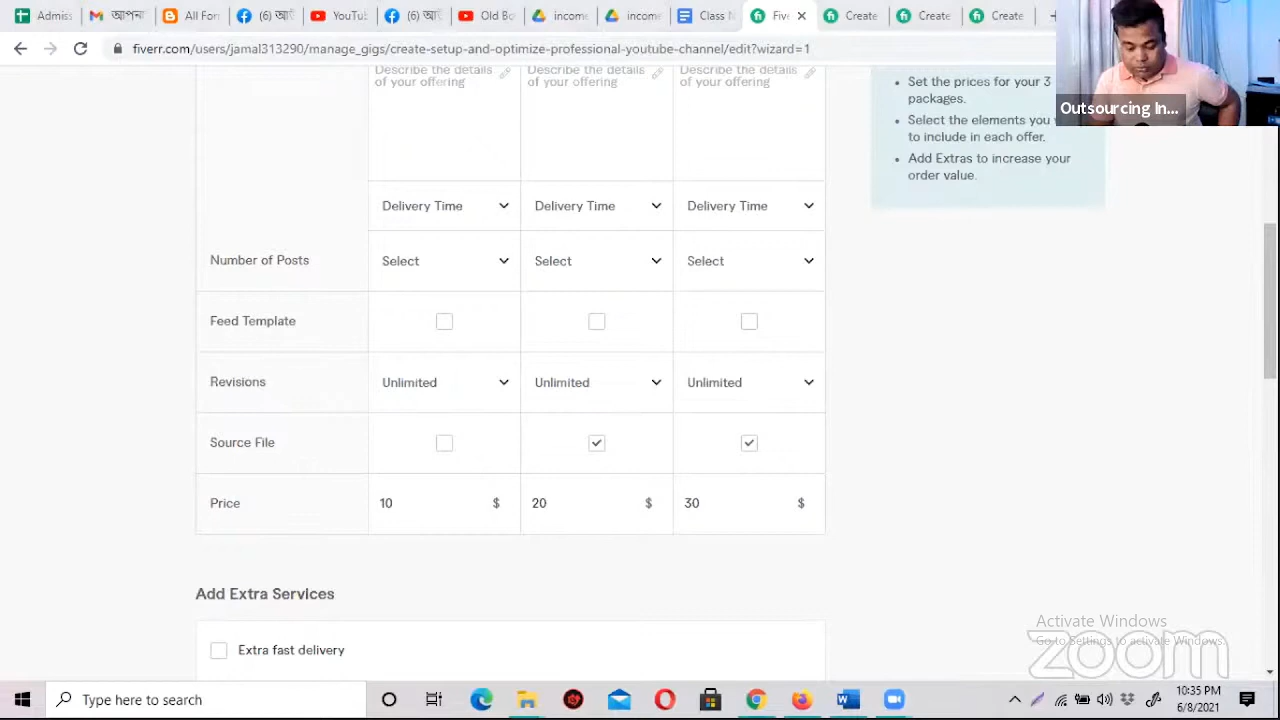 Admis
আপনা
All Fon
(6) আ
YouTu
(6) আ
Old Bo
income
income
Class N
Five
Create
Create
Create
fiverr.com/users/jamal313290/manage_gigs/create-setup-and-optimize-professional-youtube-channel/edit?wizard=1
Outsourcing In...
Describe the details of your offering
Describe the details of your offering
Describe the details of your offering
Set the prices for your 3
packages.
Select the elements you
to include in each offer.
Add Extras to increase your
order value.
Delivery Time
Delivery Time
Delivery Time
Number of Posts
Select
Select
Select
Feed Template
Revisions
Unlimited
Unlimited
Unlimited
Source File
Price
10 $
20 $
30 $
Add Extra Services
Extra fast delivery
Activate Windows
Go to Settings to activate Windows.
zoom
Type here to search
10:35 PM
6/8/2021